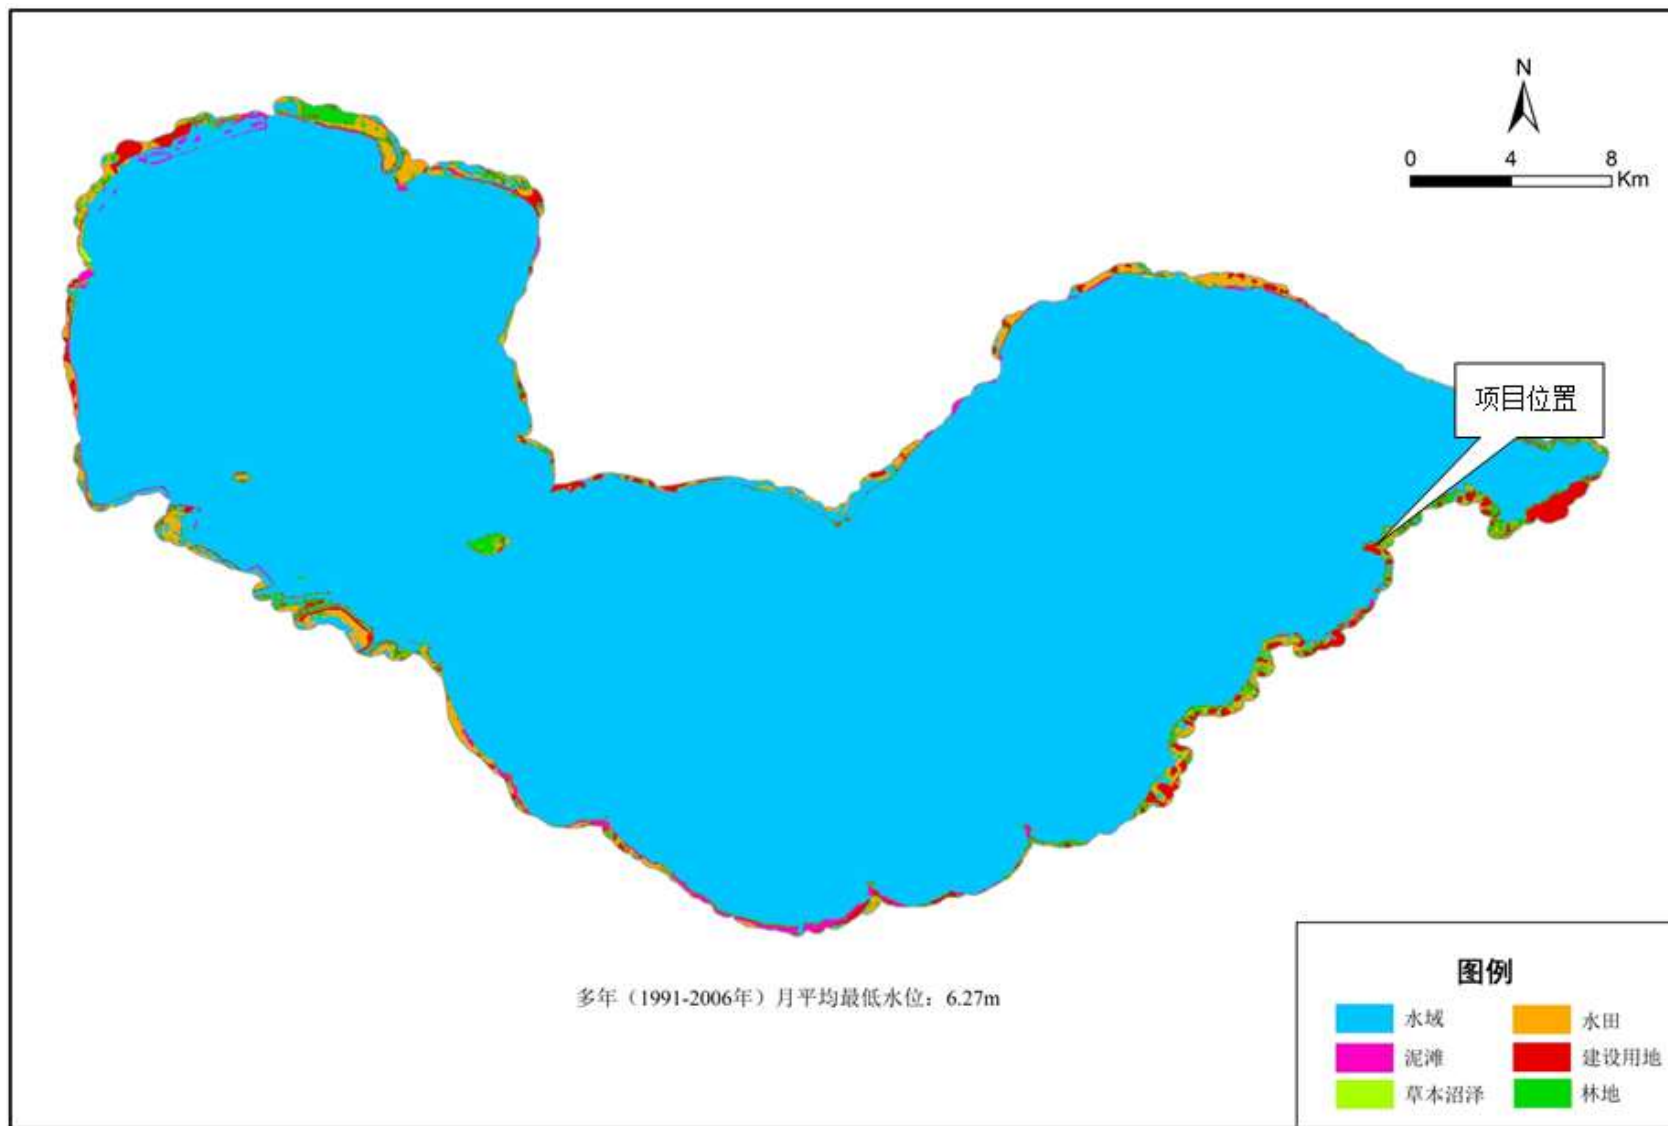 N
0 4 8
Km
项目位置
多年（1991-2006年）月平均最低水位：6.27m
图例
水域 水田
泥滩 建设用地
草本沼泽 林地